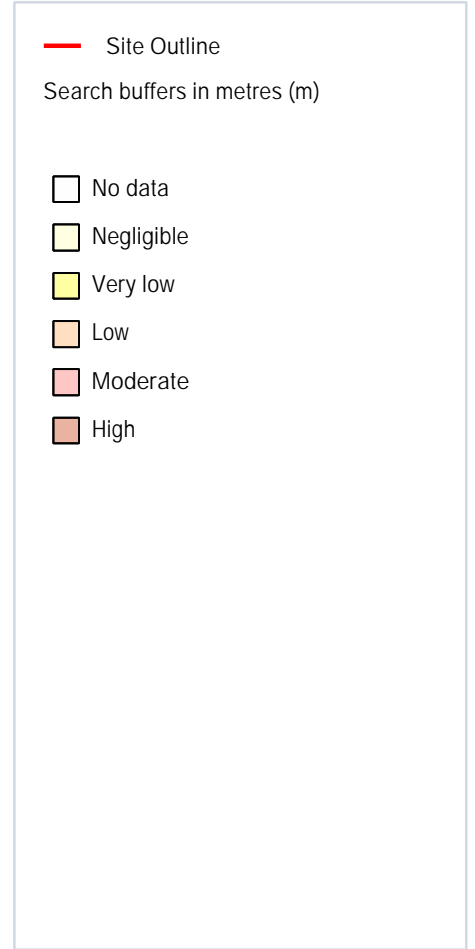 Site Outline
Search buffers in metres (m)
No data
Negligible
Very low
Low
Moderate
High